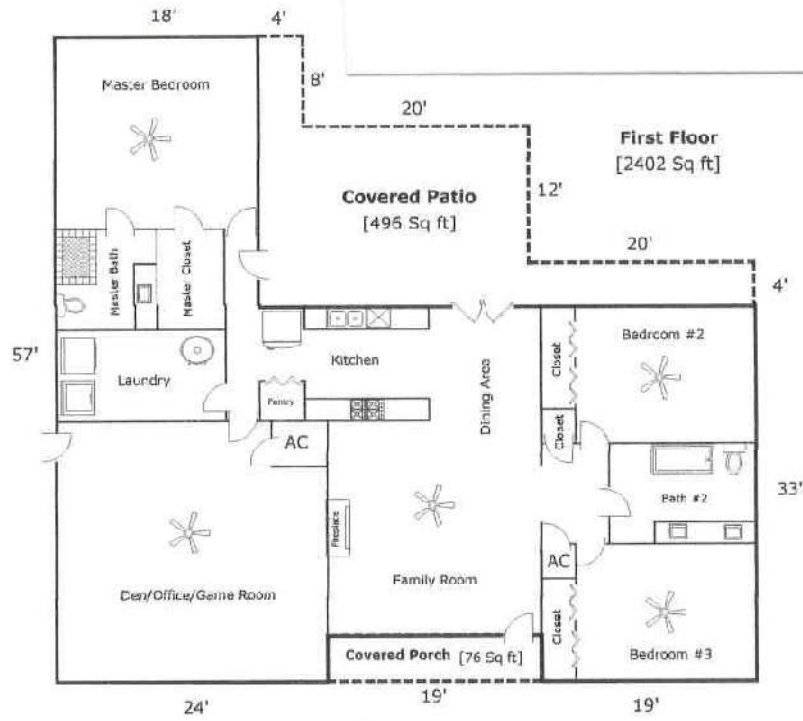 18'
4'
8'
20'
Master Bedroom
First Floor
[2402 Sq ft]
12'
Covered Patio
[496 Sq ft]
20'
4'
Master Bath
Master Closet
57'
Laundry
Kitchen
Pantry
Dining Area
Closet
Bedroom #2
Closet
AC
Bath #2
33'
Fireplace
Den/Office/Game Room
Family Room
AC
Closet
Bedroom #3
Covered Porch [76 Sq ft]
24'
19'
19'